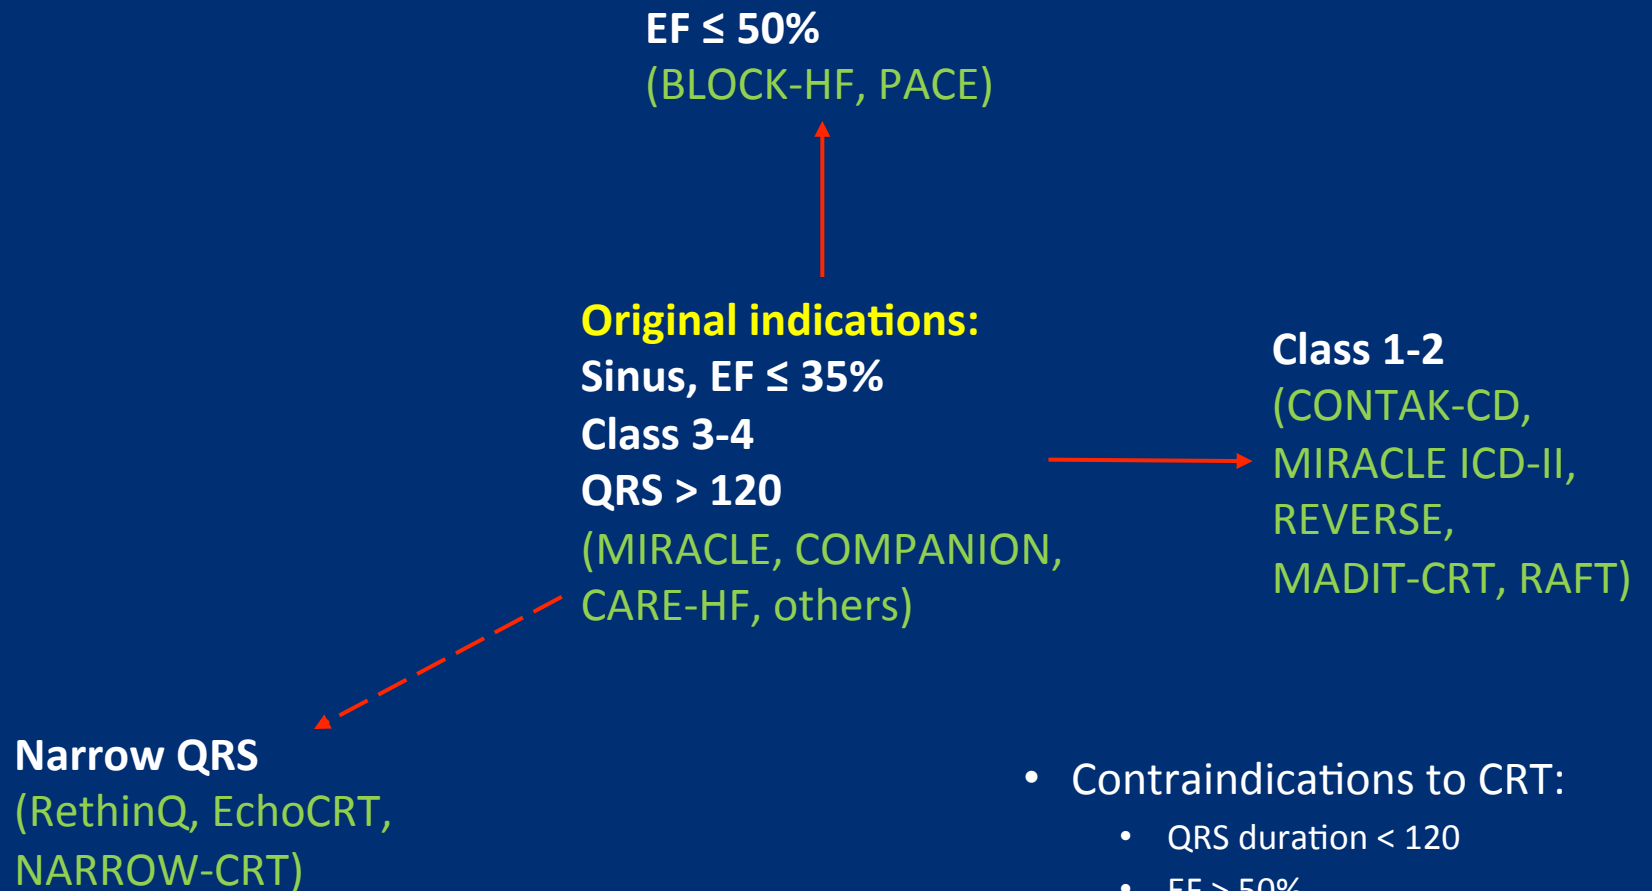 EF ≤ 50%
(BLOCK-HF, PACE)
Original indications:
Sinus, EF ≤ 35%
Class 3-4
QRS > 120
(MIRACLE, COMPANION,
CARE-HF, others)
Class 1-2
(CONTAK-CD,
MIRACLE ICD-II,
REVERSE,
MADIT-CRT, RAFT)
Narrow QRS
(RethinQ, EchoCRT,
NARROW-CRT)
• Contraindications to CRT:
• QRS duration < 120
• EF > 50%